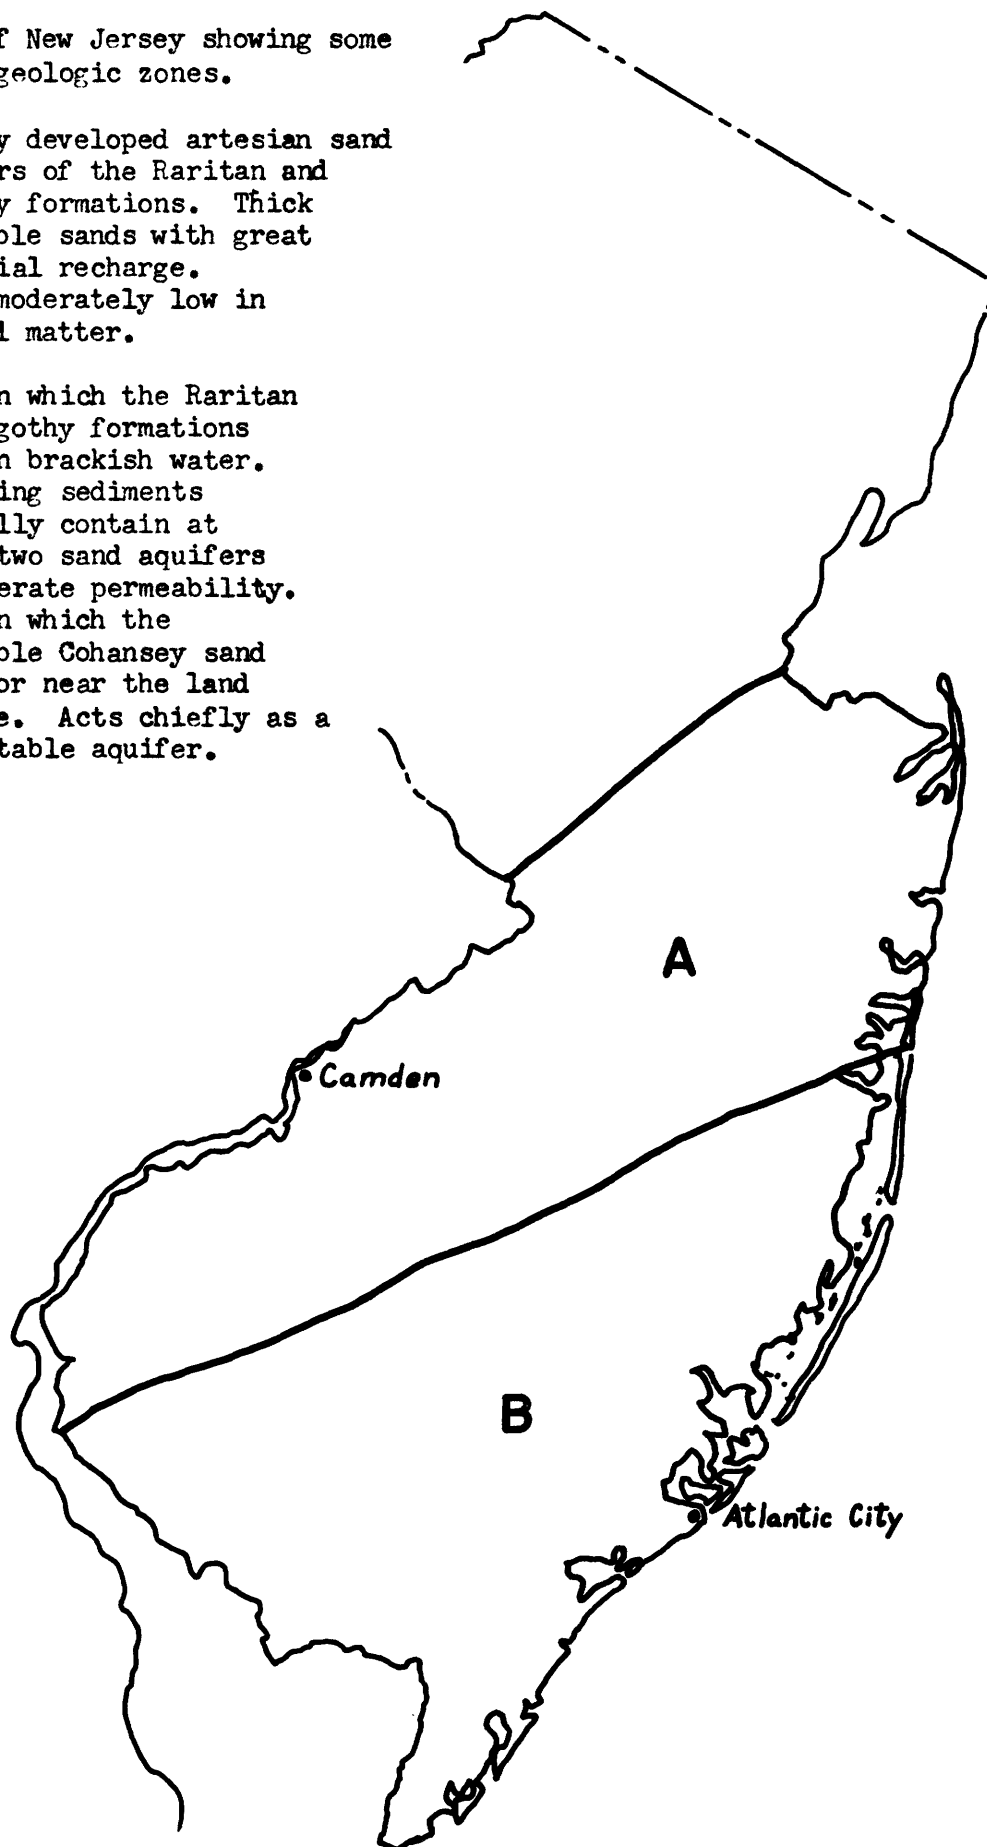 f New Jersey showing some
geologic zones.
y developed artesian sand
rs of the Raritan and
y formations. Thick
ble sands with great
ial recharge.
moderately low in
l matter.
n which the Raritan
gothy formations
n brackish water.
ing sediments
lly contain at
two sand aquifers
erate permeability.
n which the
ble Cohansey sand
or near the land
e. Acts chiefly as a
table aquifer.
A
Camden
B
Atlantic City